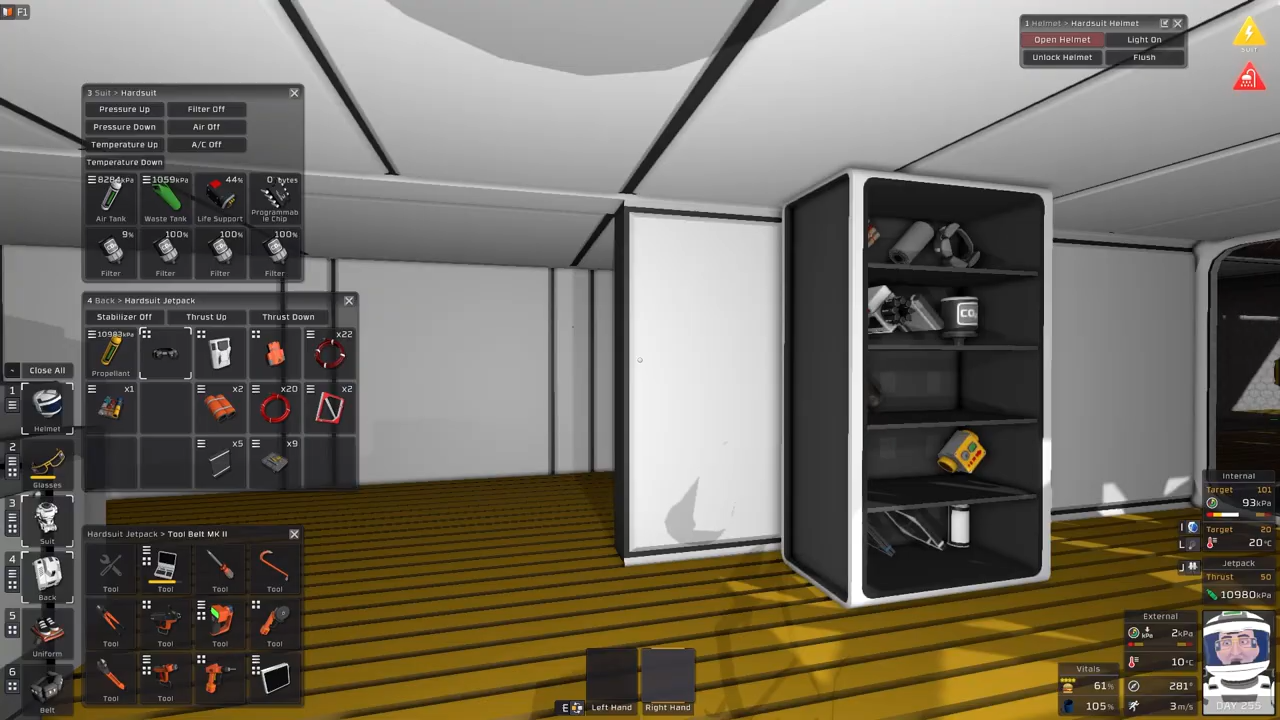 F1
1 Helmet > Hardsuit Helmet
Open Helmet Light On
Unlock Helmet Flush
SUIT
3 Suit > Hardsuit
Pressure Up Filter Off
Pressure Down Air Off
Temperature Up A/C Off
Temperature Down
8284kPa 1059kPa 44% 0 bytes
Air Tank Waste Tank Life Support Programmab
le Chip
9% 100% 100% 100%
Filter Filter Filter Filter
4 Back > Hardsuit Jetpack
Stabilizer Off Thrust Up Thrust Down
10983kPa x22
Propellant
x1 x2 x20 x2
x5 x9
- Close All
1
Helmet
2
Glasses
3
Suit
4
Back
5
Uniform
6
Belt
Hardsuit Jetpack > Tool Belt MK II
Tool Tool Tool Tool
Tool Tool Tool Tool
Tool Tool Tool
CO₂
E Left Hand Right Hand
Internal
Target 101
93kPa
Target 20
20°C
Jetpack
Thrust 50
10980kPa
I
L
J
External
kPa 2kPa
10°C
281°
3m/s
Vitals
61%
105%
DAY 255